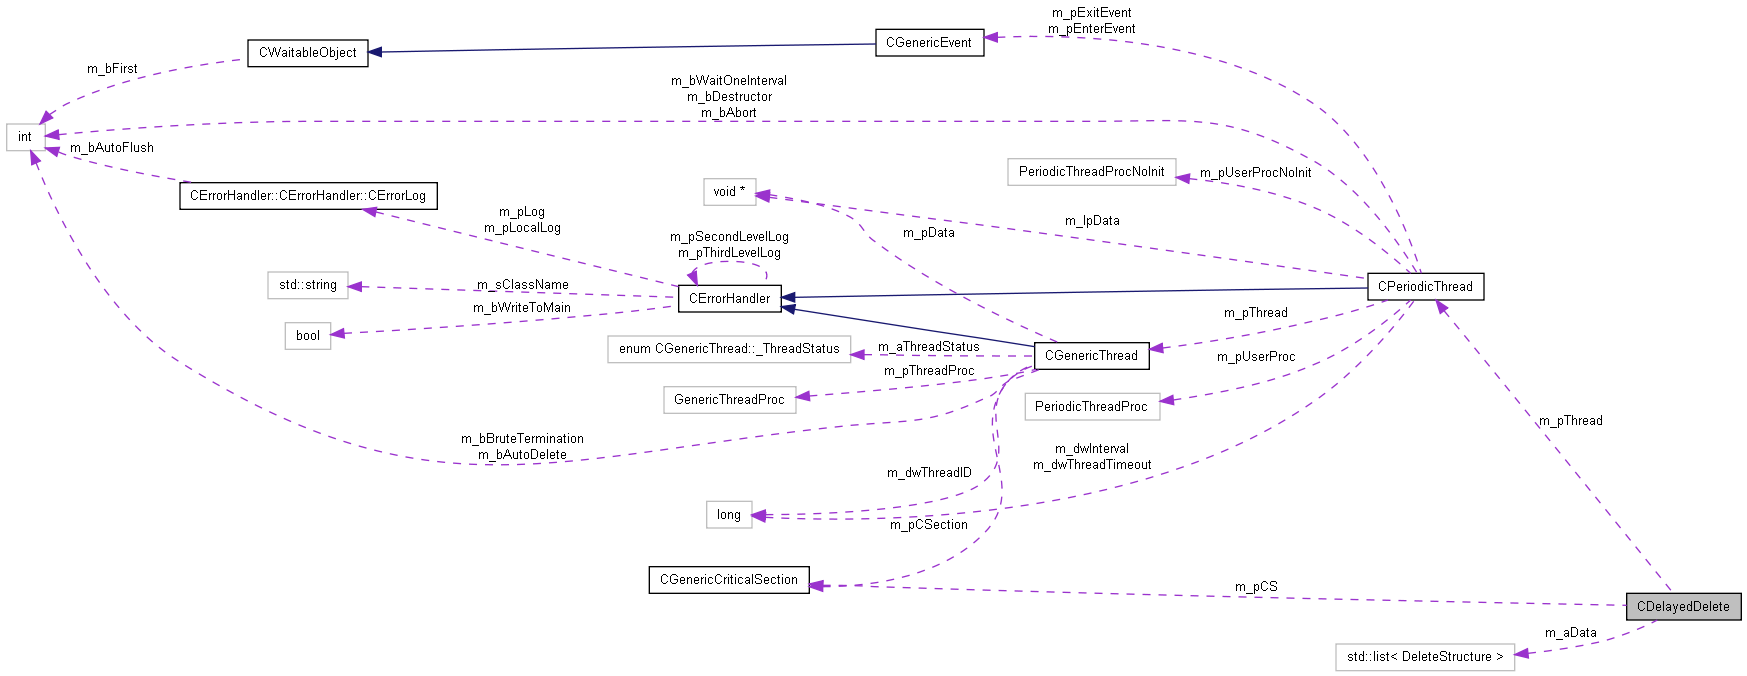 m_pExitEvent
m_pEnterEvent
CWaitableObject
CGenericEvent
m_bFirst
m_bWaitOneInterval
m_bDestructor
m_bAbort
int
m_bAutoFlush
PeriodicThreadProcNoInit
m_pUserProcNoInit
CErrorHandler::CErrorHandler::CErrorLog
void *
m_pLog
m_pLocalLog
m_lpData
m_pData
m_pSecondLevelLog
m_pThirdLevelLog
std::string
m_sClassName
CErrorHandler
CPeriodicThread
bool
m_bWriteToMain
m_pThread
enum CGenericThread::_ThreadStatus
m_aThreadStatus
CGenericThread
m_pUserProc
m_pThreadProc
GenericThreadProc
PeriodicThreadProc
m_pThread
m_bBruteTermination
m_bAutoDelete
m_dwInterval
m_dwThreadTimeout
m_dwThreadID
long
m_pCSection
CGenericCriticalSection
m_pCS
CDelayedDelete
m_aData
std::list< DeleteStructure >